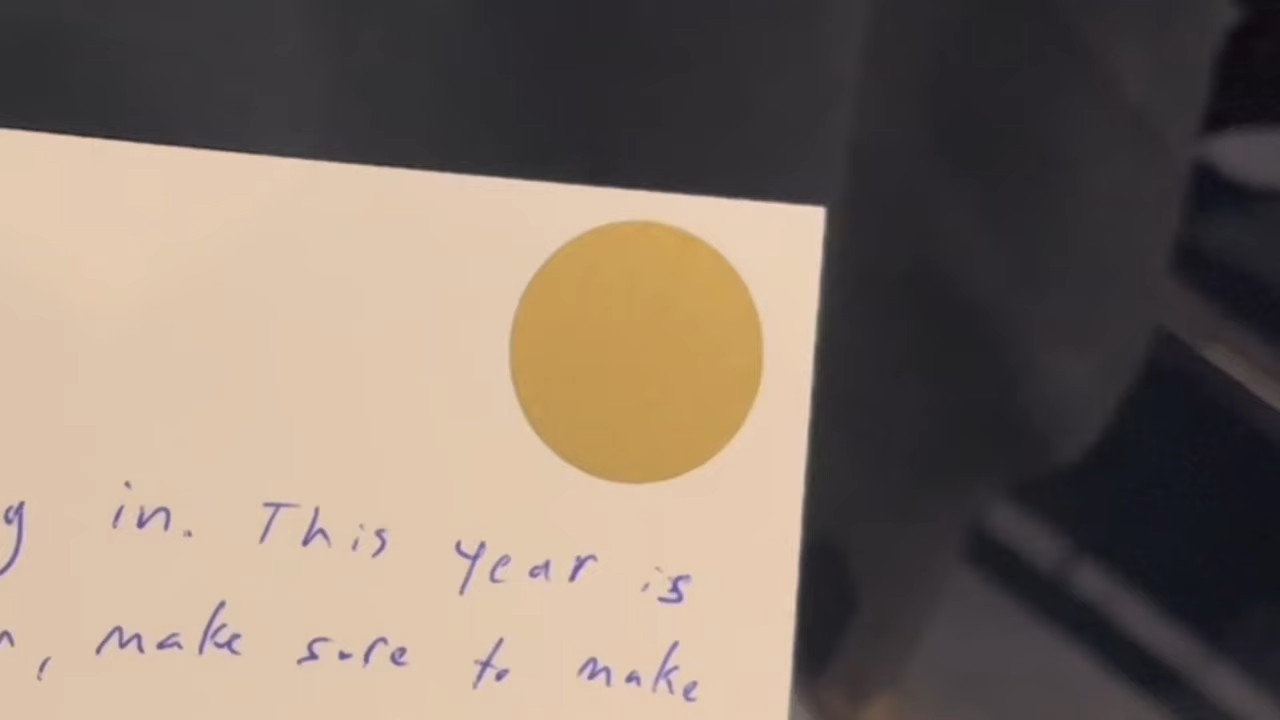 in. This year is
, make sure to make